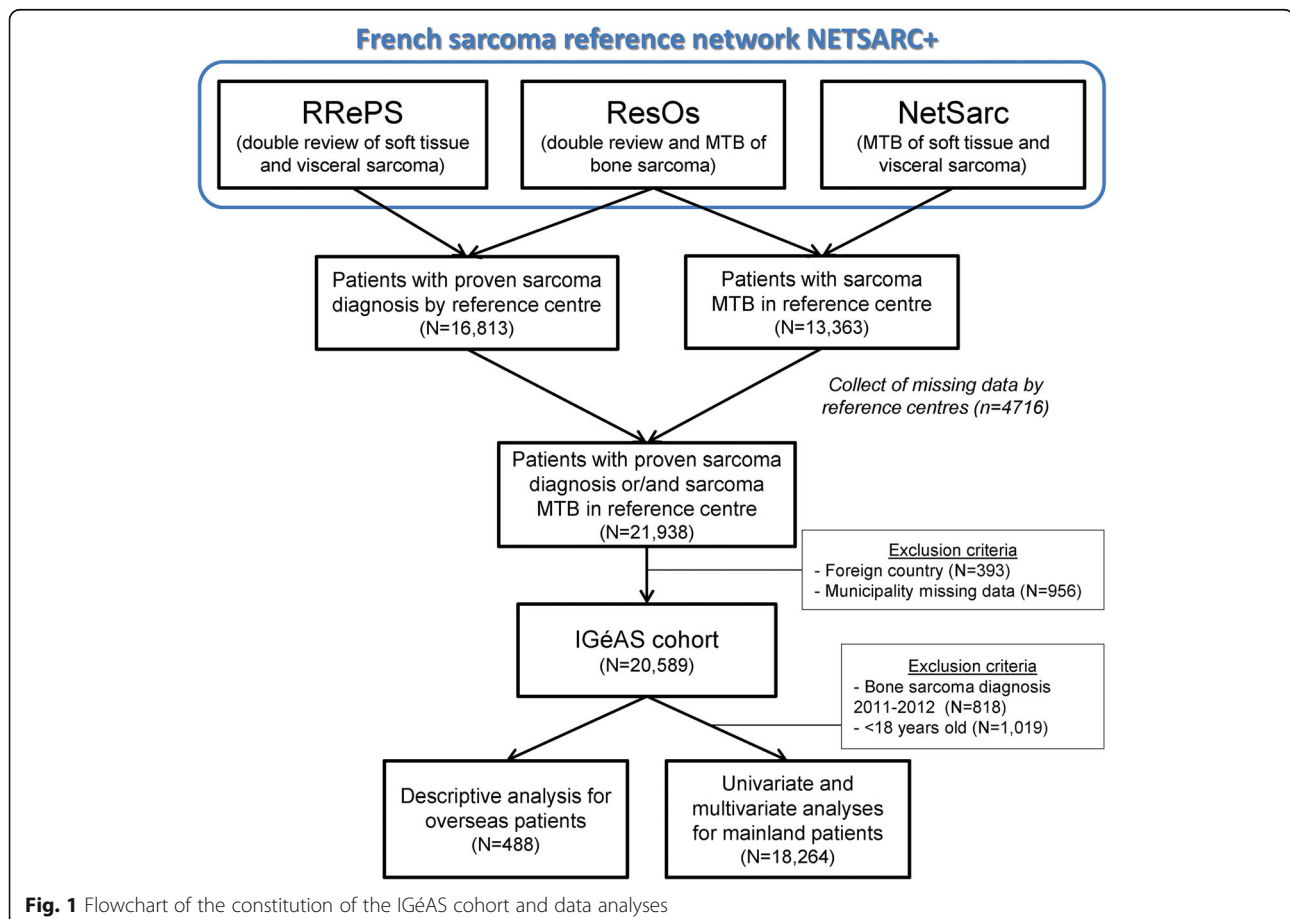 French sarcoma reference network NETSARC+
RRePS
(double review of soft tissue
and visceral sarcoma)
ResOs
(double review and MTB of
bone sarcoma)
NetSarc
(MTB of soft tissue and
visceral sarcoma)
Patients with proven sarcoma
diagnosis by reference centre
(N=16,813)
Patients with sarcoma
MTB in reference centre
(N=13,363)
Collect of missing data by
reference centres (n=4716)
Patients with proven sarcoma
diagnosis or/and sarcoma
MTB in reference centre
(N=21,938)
Exclusion criteria
- Foreign country (N=393)
- Municipality missing data (N=956)
IGéAS cohort
(N=20,589)
Exclusion criteria
- Bone sarcoma diagnosis
2011-2012 (N=818)
- <18 years old (N=1,019)
Descriptive analysis for
overseas patients
(N=488)
Univariate and
multivariate analyses
for mainland patients
(N=18,264)
Fig. 1 Flowchart of the constitution of the IGéAS cohort and data analyses